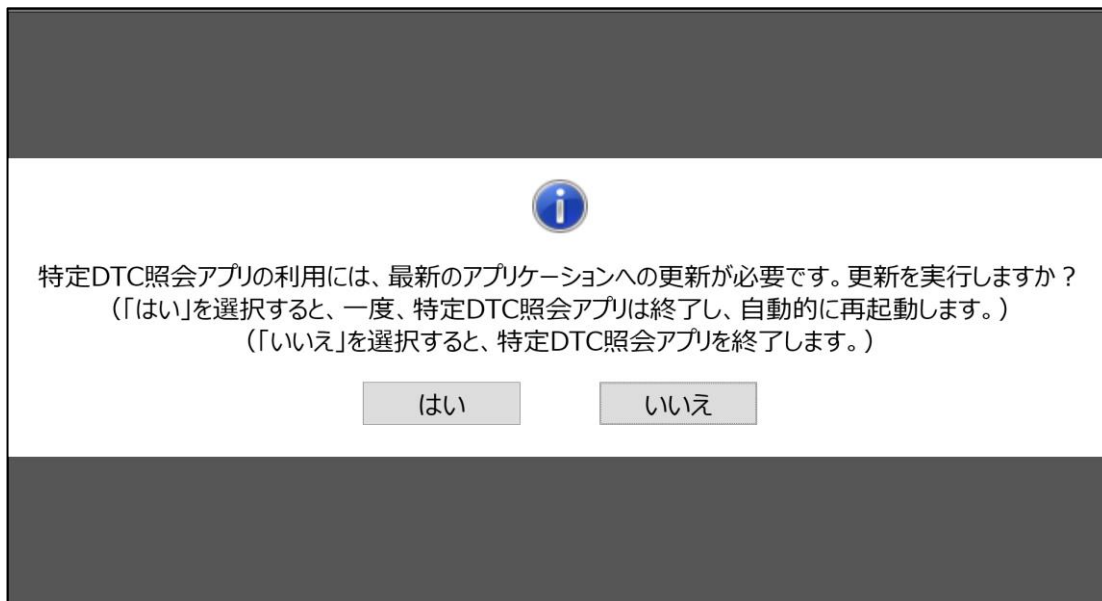 特定DTC照会アプリの利用には、最新のアプリケーションへの更新が必要です。更新を実行しますか？
（「はい」を選択すると、一度、特定DTC照会アプリは終了し、自動的に再起動します。）
（「いいえ」を選択すると、特定DTC照会アプリを終了します。）
はい
いいえ